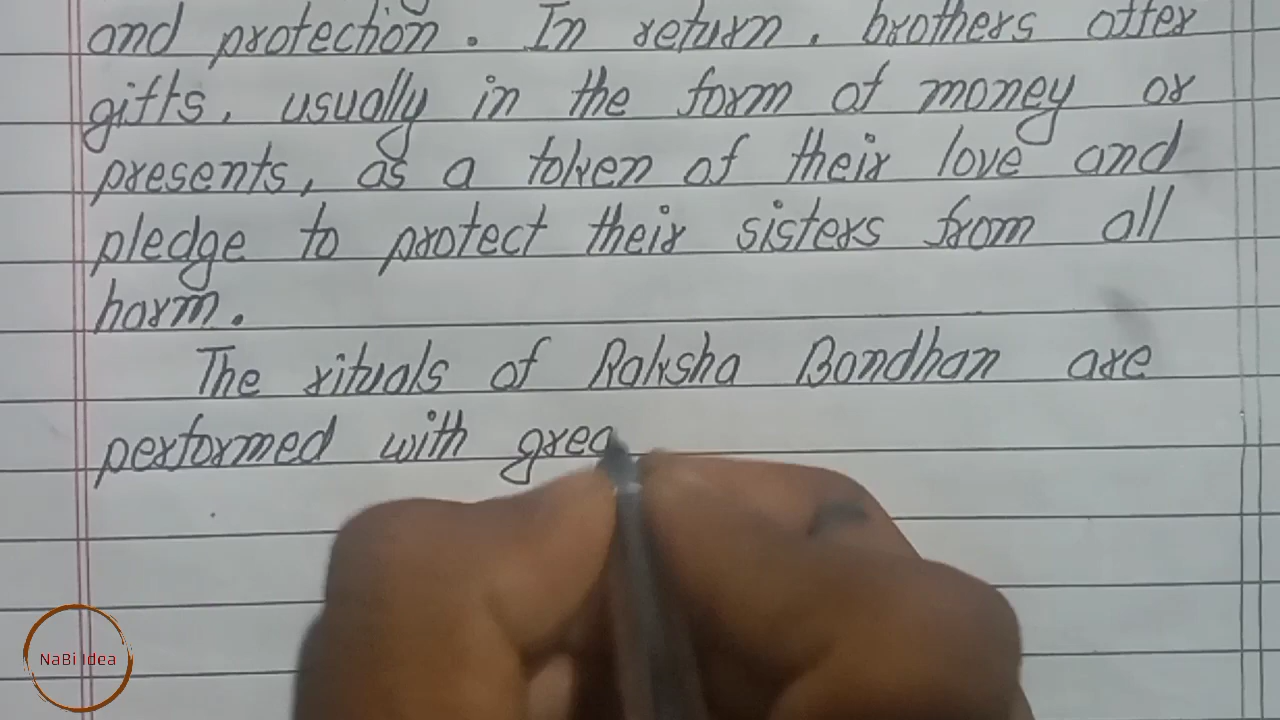 and protection. In return, brothers offer
gifts, usually in the form of money or
presents, as a token of their love and
pledge to protect their sisters from all
harm.
The rituals of Raksha Bandhan are
performed with grea
NaBi Idea